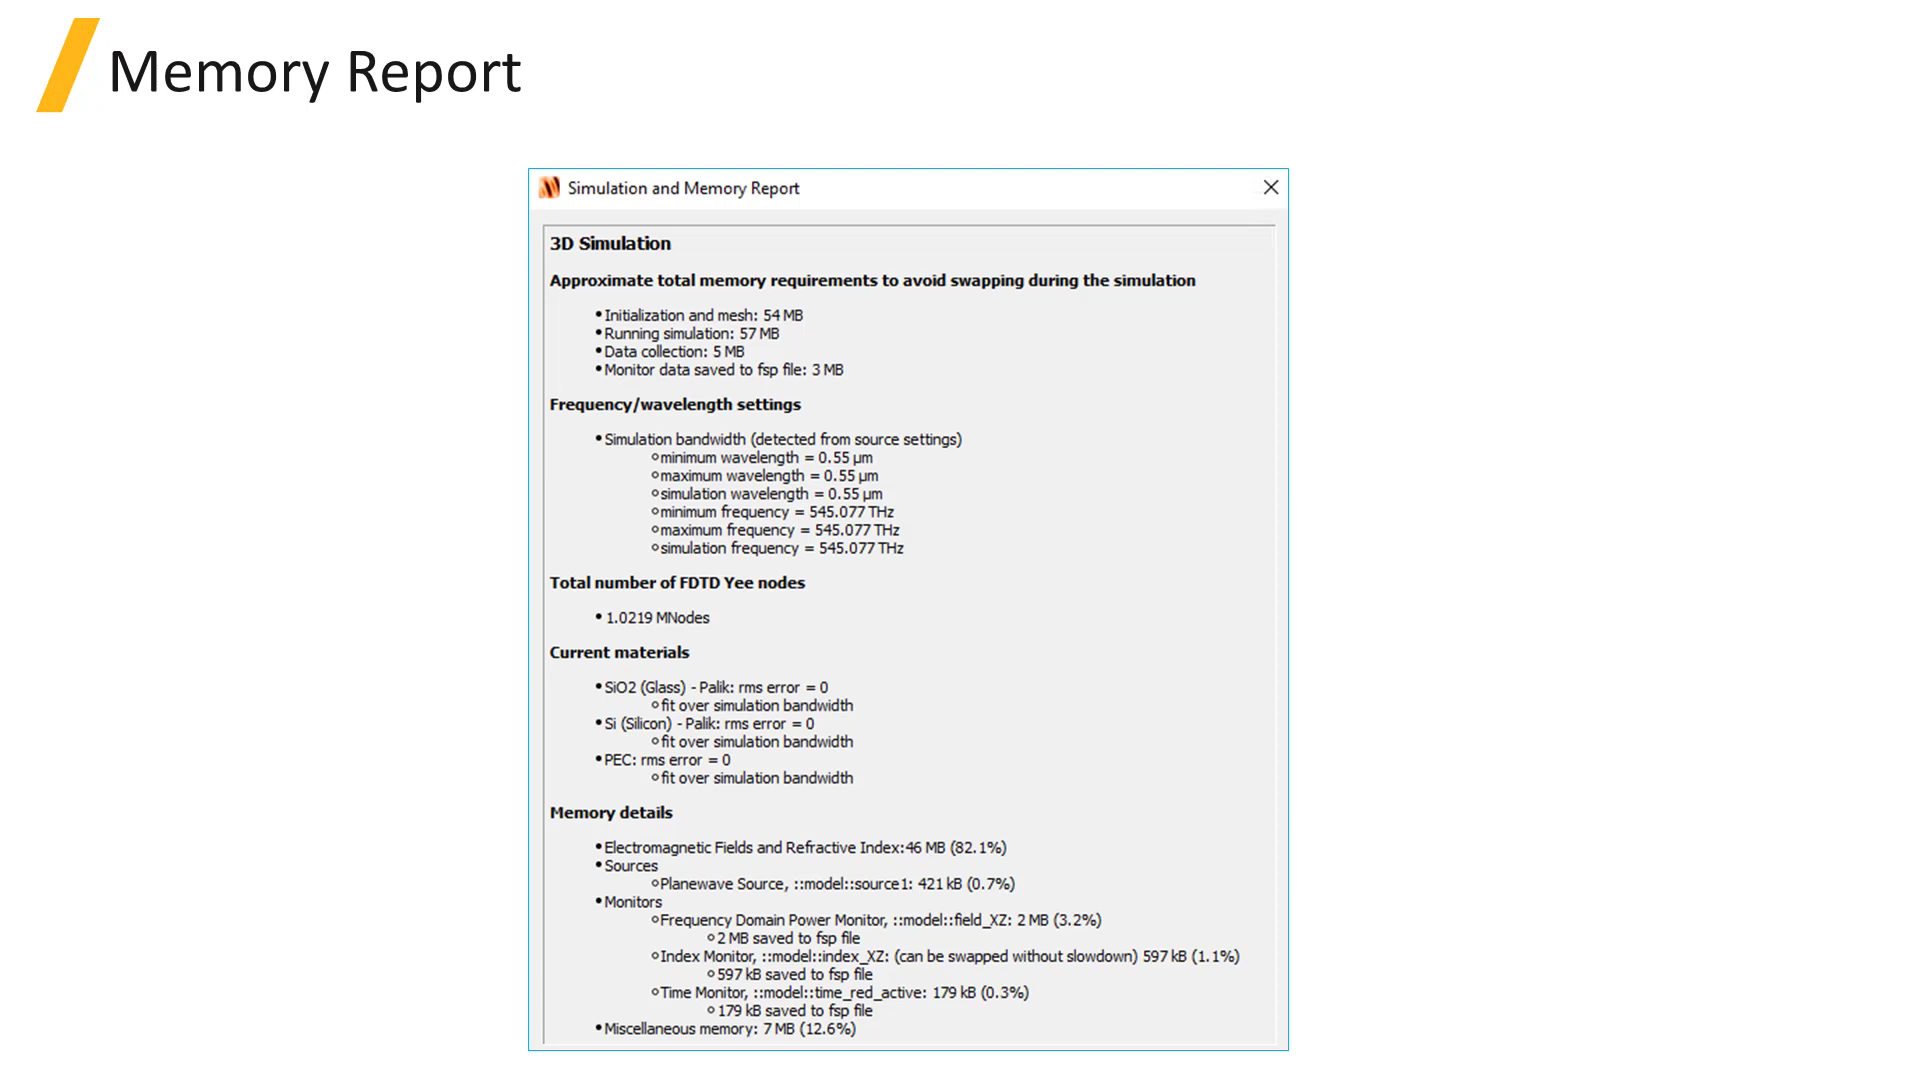 Memory Report
Simulation and Memory Report
3D Simulation
Approximate total memory requirements to avoid swapping during the simulation
•Initialization and mesh: 54 MB
•Running simulation: 57 MB
•Data collection: 5 MB
•Monitor data saved to fsp file: 3 MB
Frequency/wavelength settings
•Simulation bandwidth (detected from source settings)
◦minimum wavelength = 0.55 µm
◦maximum wavelength = 0.55 µm
◦simulation wavelength = 0.55 µm
◦minimum frequency = 545.077 THz
◦maximum frequency = 545.077 THz
◦simulation frequency = 545.077 THz
Total number of FDTD Yee nodes
•1.0219 MNodes
Current materials
•SiO2 (Glass) - Palik: rms error = 0
◦fit over simulation bandwidth
•Si (Silicon) - Palik: rms error = 0
◦fit over simulation bandwidth
•PEC: rms error = 0
◦fit over simulation bandwidth
Memory details
•Electromagnetic Fields and Refractive Index:46 MB (82.1%)
•Sources
◦Planewave Source, ::model::source1: 421 kB (0.7%)
•Monitors
◦Frequency Domain Power Monitor, ::model::field_XZ: 2 MB (3.2%)
◦2 MB saved to fsp file
◦Index Monitor, ::model::index_XZ: (can be swapped without slowdown) 597 kB (1.1%)
◦597 kB saved to fsp file
◦Time Monitor, ::model::time_red_active: 179 kB (0.3%)
◦179 kB saved to fsp file
•Miscellaneous memory: 7 MB (12.6%)